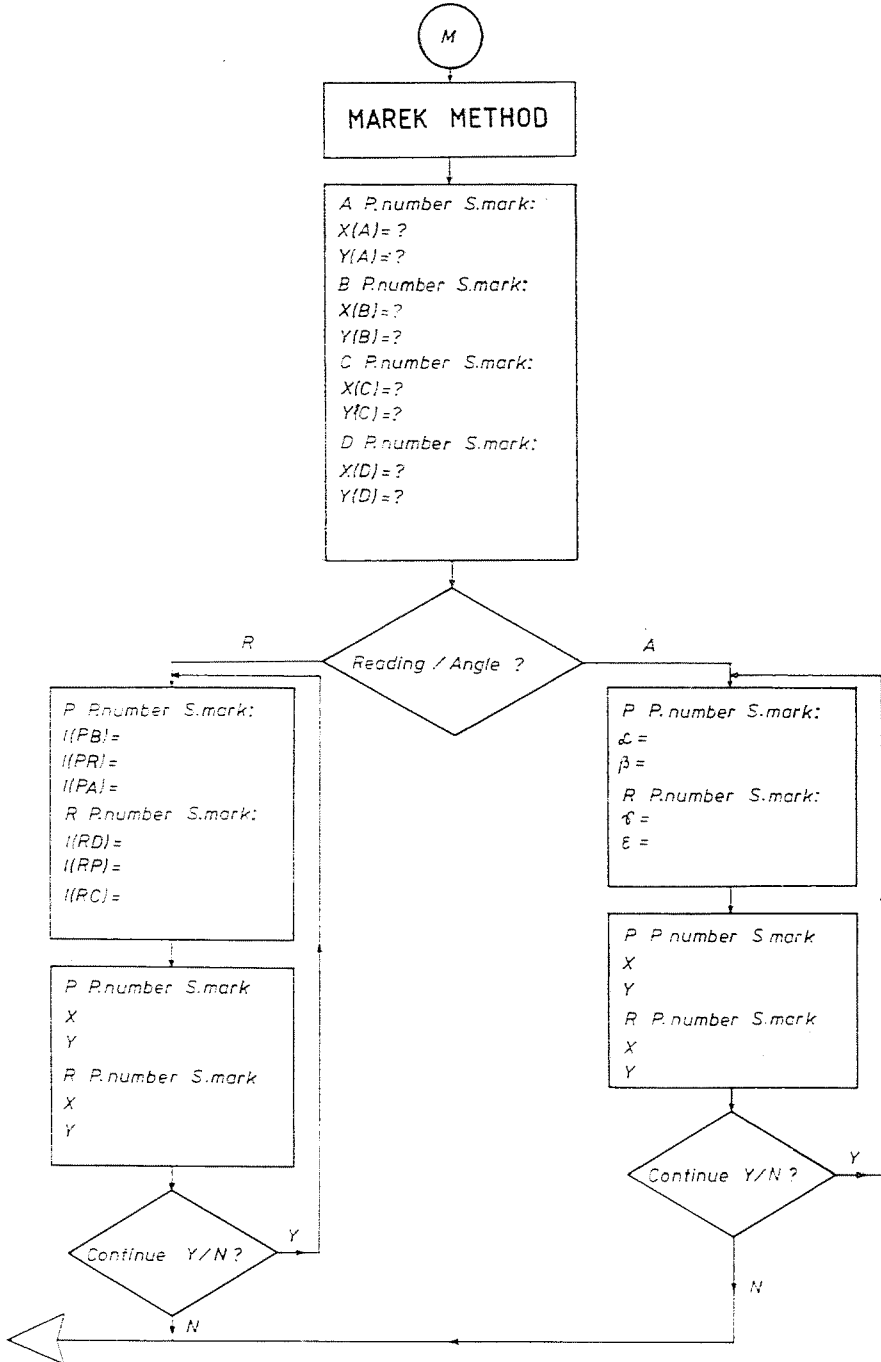 M
MAREK METHOD
A P.number S.mark:
X(A)= ?
Y(A)= ?
B P.number S.mark:
X(B)= ?
Y(B)= ?
C P.number S.mark:
X(C)= ?
Y(C)= ?
D P.number S.mark:
X(D)= ?
Y(D)= ?
Reading / Angle ?
R
A
P P.number S.mark:
I(PB)=
I(PR)=
I(PA)=
R P.number S.mark:
I(RD)=
I(RP)=
I(RC)=
P P.number S.mark
X
Y
R P.number S.mark
X
Y
Continue Y/N ?
Y
N
P P.number S.mark:
α =
β =
R P.number S.mark:
γ =
ε =
P P.number S.mark
X
Y
R P.number S.mark
X
Y
Continue Y/N ?
Y
N